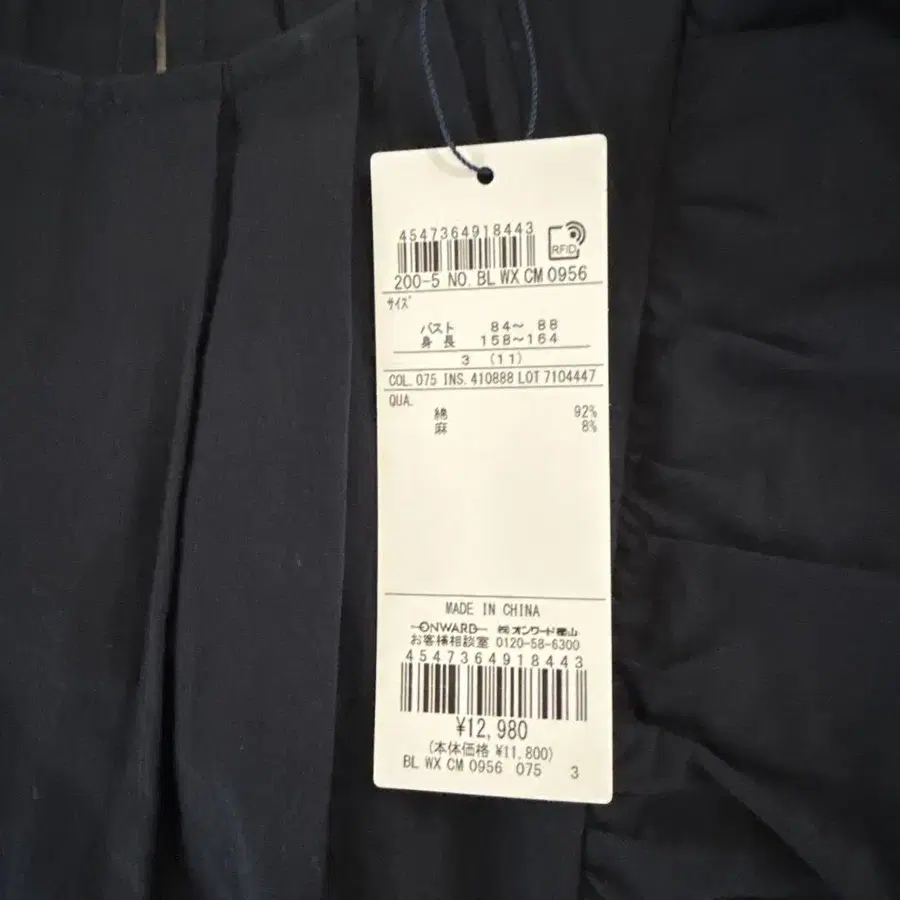 4547364918443
RFID
200-5 NO. BL WX CM 0956
サイズ
バスト 84～ 88
身長 158～164
3 (11)
COL. 075 INS. 410888 LOT 7104447
QUA.
綿 92%
麻 8%
MADE IN CHINA
ONWARD ㈱オンワード樫山
お客様相談室 0120-58-6300
4547364918443
¥12,980
(本体価格 ¥11,800)
BL WX CM 0956 075 3